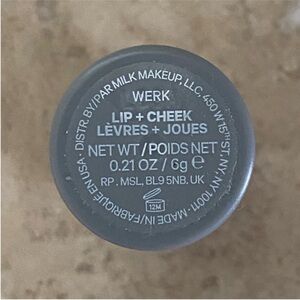 DISTR. BY/PAR MILK MAKEUP, LLC, 450 W 15TH ST, NY, NY 10011 - MADE IN/FABRIQUÉ EN USA -
WERK
LIP + CHEEK
LÈVRES + JOUES
NET WT / POIDS NET
0.21 OZ / 6g e
RP. MSL, BL9 5NB. UK
12M